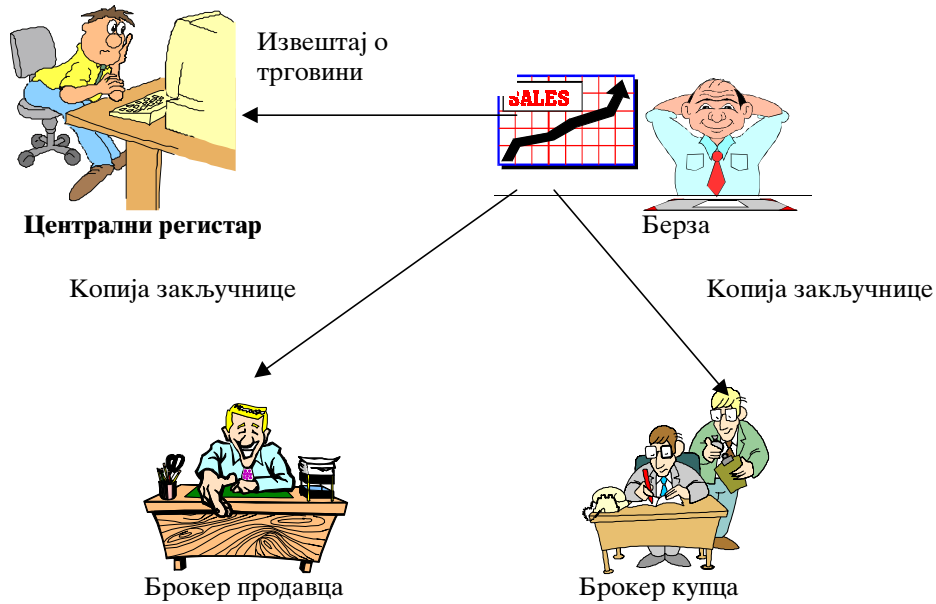 Извештај о
трговини
SALES
Централни регистар
Берза
Копија закључнице
Копија закључнице
Брокер продавца
Брокер купца